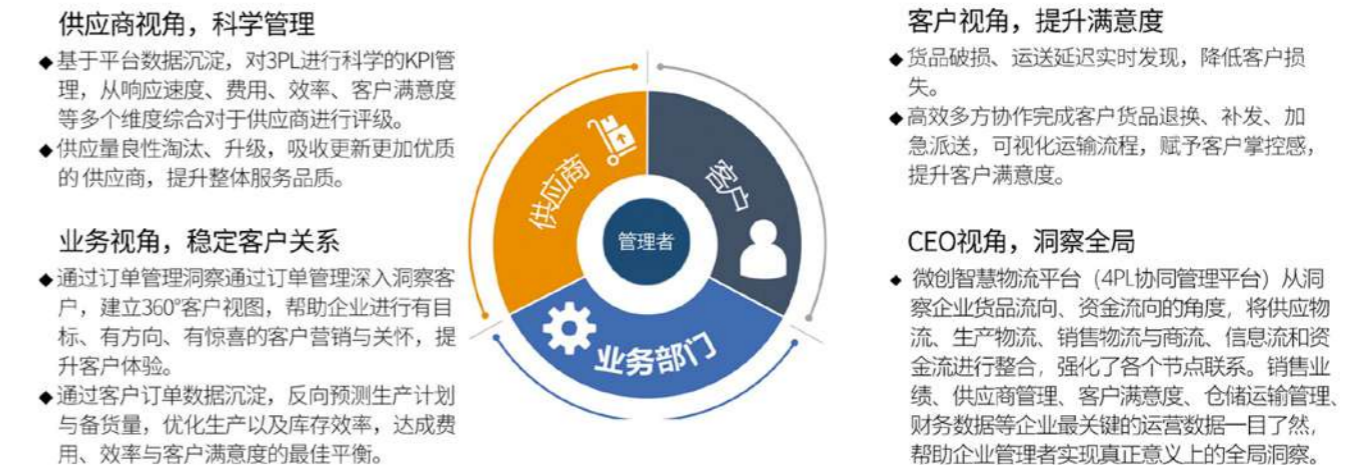 供应商视角，科学管理
◆基于平台数据沉淀，对3PL进行科学的KPI管
理，从响应速度、费用、效率、客户满意度
等多个维度综合对于供应商进行评级。
◆供应量良性淘汰、升级，吸收更新更加优质
的供应商，提升整体服务品质。
业务视角，稳定客户关系
◆通过订单管理洞察通过订单管理深入洞察客
户，建立360°客户视图，帮助企业进行有目
标、有方向、有惊喜的客户营销与关怀，提
升客户体验。
◆通过客户订单数据沉淀，反向预测生产计划
与备货量，优化生产以及库存效率，达成费
用、效率与客户满意度的最佳平衡。
供应商
客户
管理者
业务部门
客户视角，提升满意度
◆货品破损、运送延迟实时发现，降低客户损
失。
◆高效多方协作完成客户货品退换、补发、加
急派送，可视化运输流程，赋予客户掌控感，
提升客户满意度。
CEO视角，洞察全局
◆ 微创智慧物流平台（4PL协同管理平台）从洞
察企业货品流向、资金流向的角度，将供应物
流、生产物流、销售物流与商流、信息流和资
金流进行整合，强化了各个节点联系。销售业
绩、供应商管理、客户满意度、仓储运输管理、
财务数据等企业最关键的运营数据一目了然，
帮助企业管理者实现真正意义上的全局洞察。